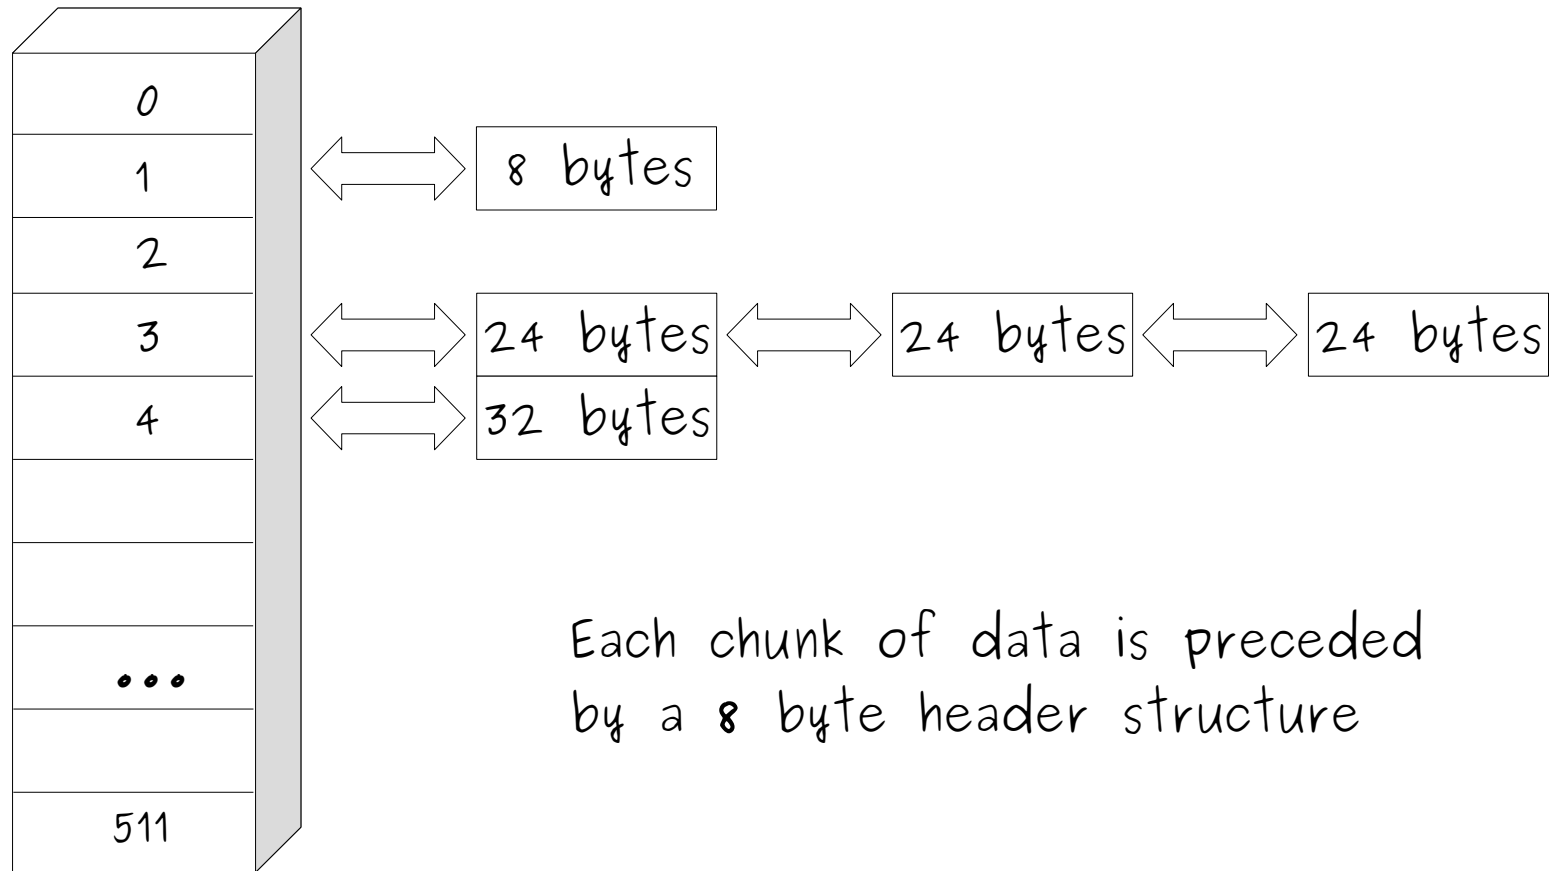 0
1
8 bytes
2
3
24 bytes
24 bytes
24 bytes
4
32 bytes
...
511
Each chunk of data is preceded
by a 8 byte header structure